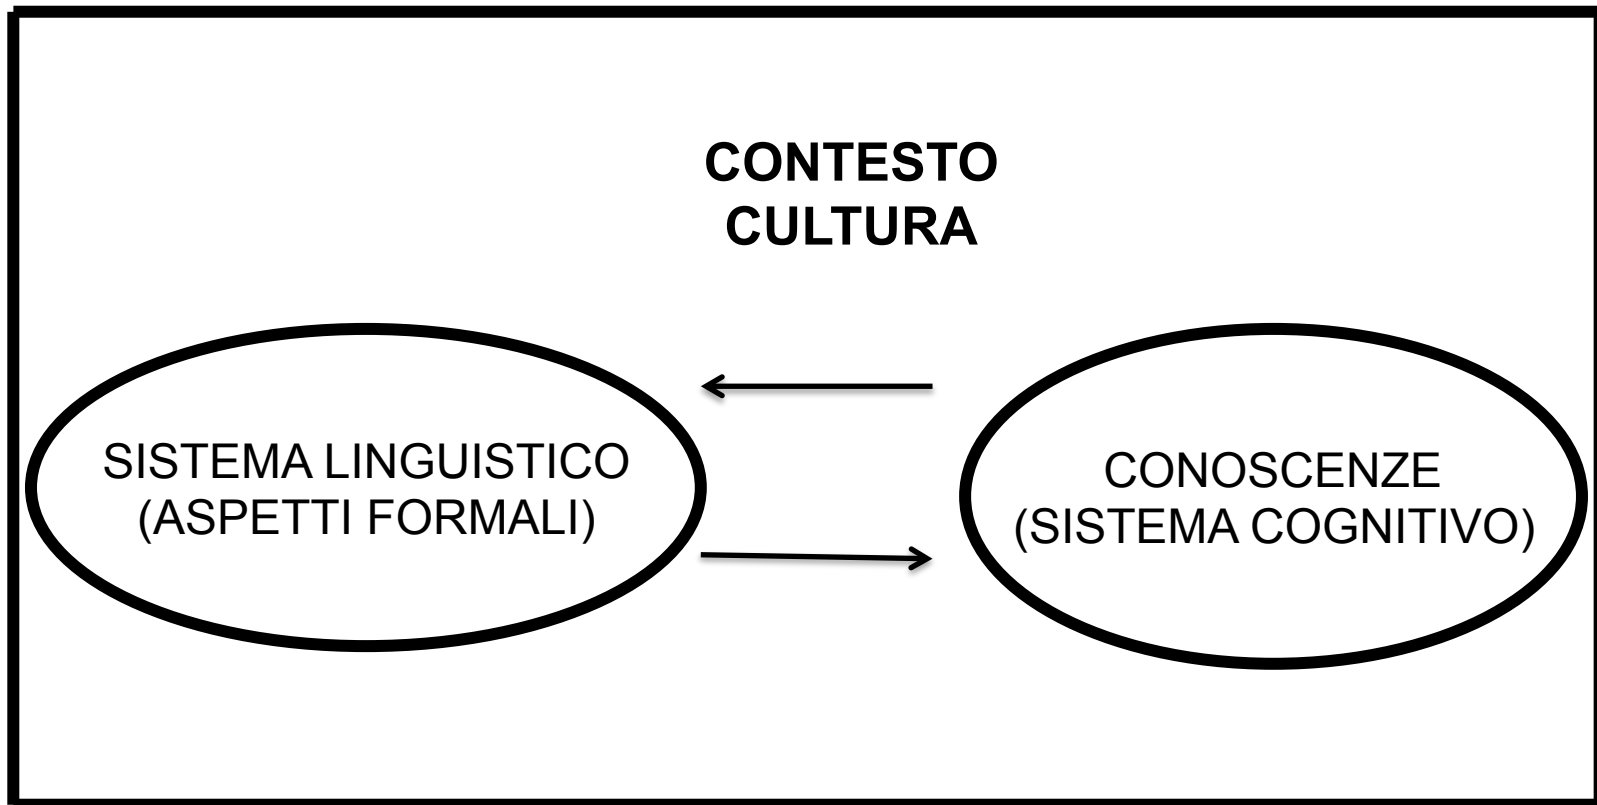 CONTESTO
CULTURA
SISTEMA LINGUISTICO
(ASPETTI FORMALI)
CONOSCENZE
(SISTEMA COGNITIVO)